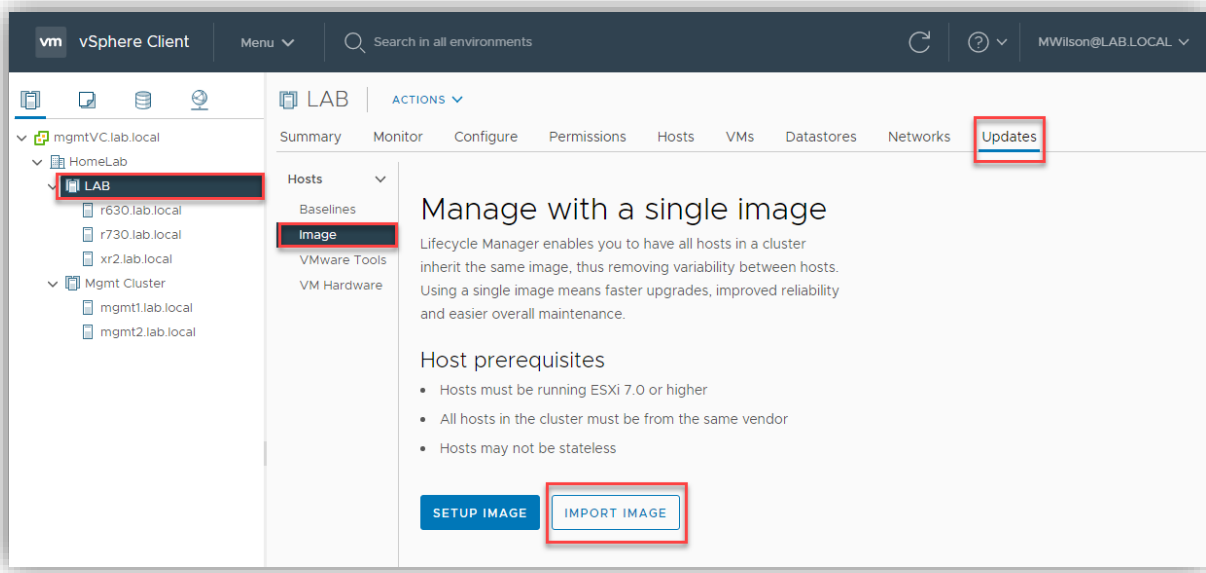 vm vSphere Client Menu Search in all environments MWilson@LAB.LOCAL
LAB ACTIONS
Summary Monitor Configure Permissions Hosts VMs Datastores Networks Updates
mgmtVC.lab.local
HomeLab
LAB
r630.lab.local
r730.lab.local
xr2.lab.local
Mgmt Cluster
mgmt1.lab.local
mgmt2.lab.local
Hosts
Baselines
Image
VMware Tools
VM Hardware
Manage with a single image
Lifecycle Manager enables you to have all hosts in a cluster
inherit the same image, thus removing variability between hosts.
Using a single image means faster upgrades, improved reliability
and easier overall maintenance.
Host prerequisites
• Hosts must be running ESXi 7.0 or higher
• All hosts in the cluster must be from the same vendor
• Hosts may not be stateless
SETUP IMAGE IMPORT IMAGE